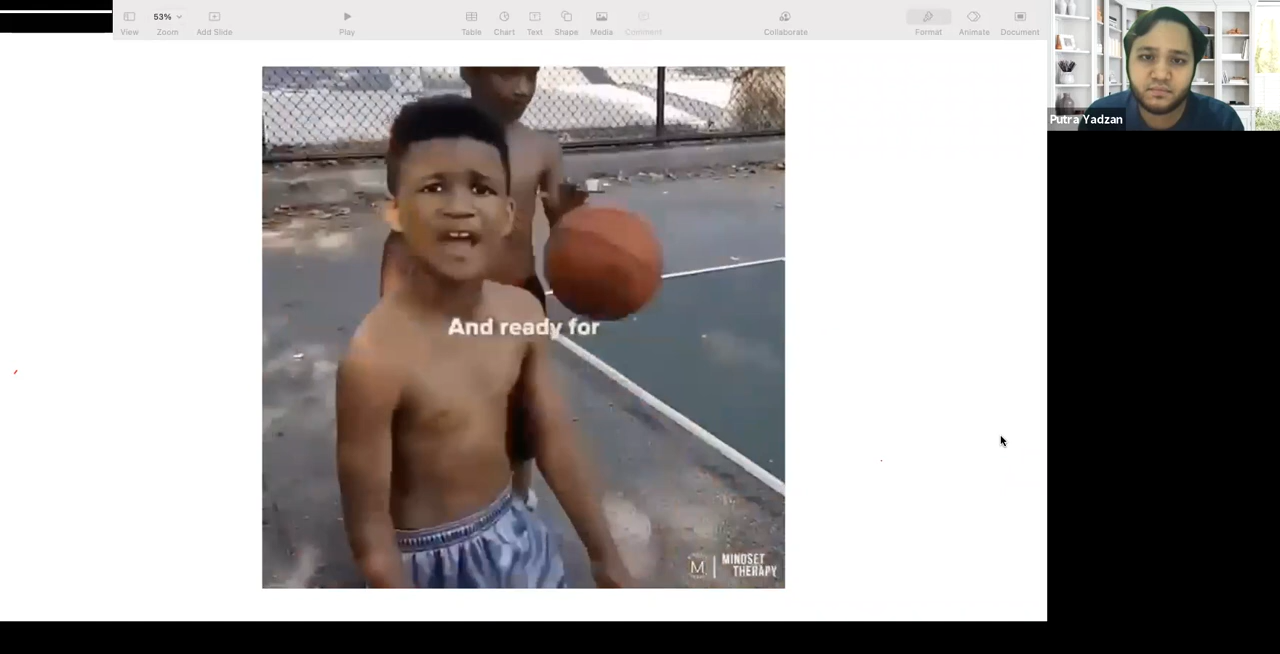 53%
View
Zoom
Add Slide
Play
Table
Chart
Text
Shape
Media
Comment
Collaborate
Format
Animate
Document
Putra Yadzan
And ready for
M
MINDSET
THERAPY